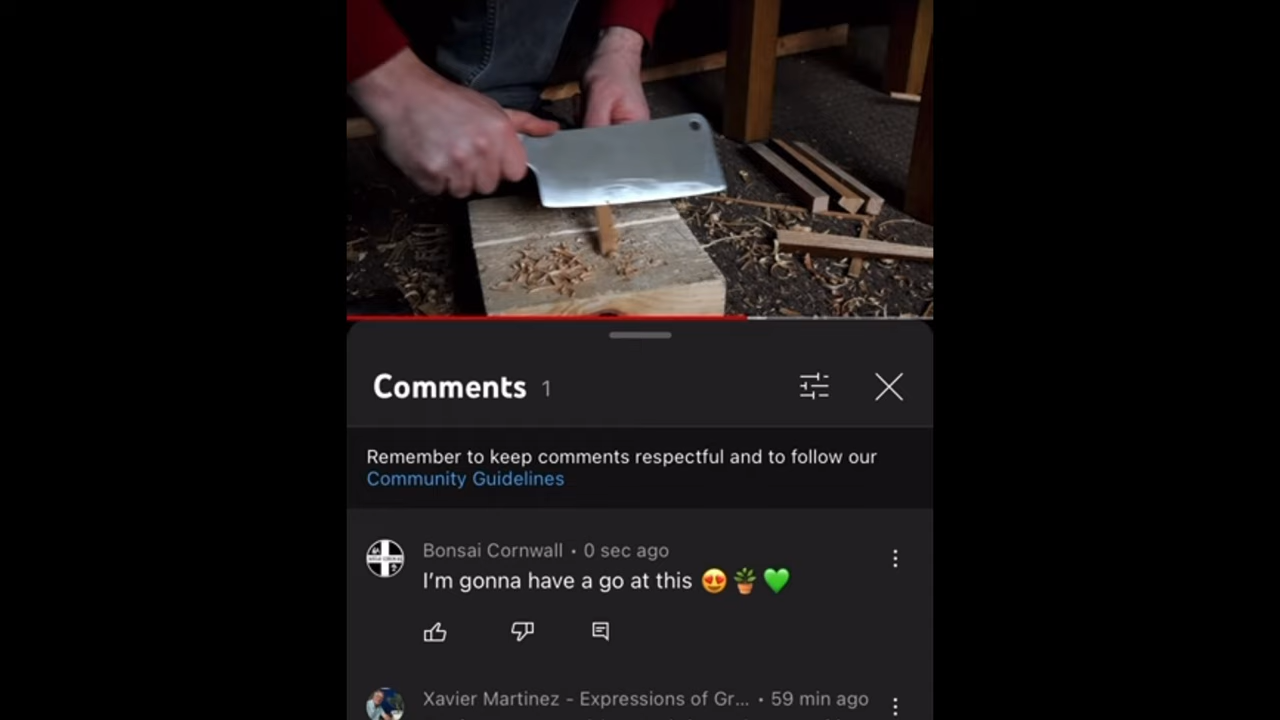 Comments 1
Remember to keep comments respectful and to follow our
Community Guidelines
Bonsai Cornwall • 0 sec ago
I’m gonna have a go at this 😍🪴💚
Xavier Martinez - Expressions of Gr... • 59 min ago